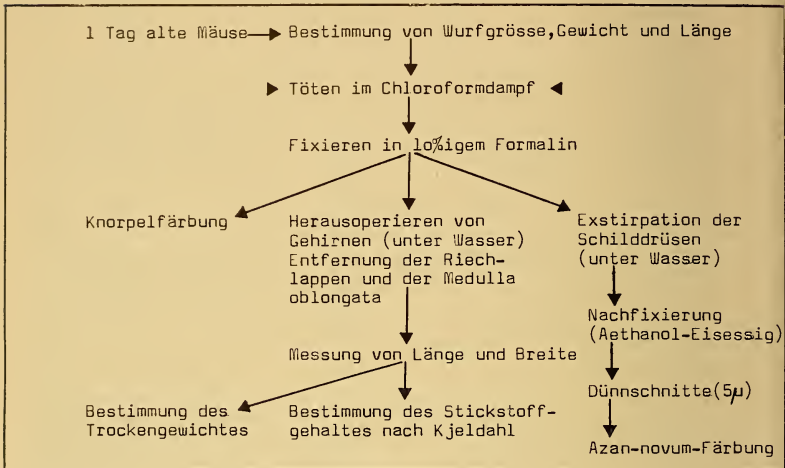 1 Tag alte Mäuse → Bestimmung von Wurfgrösse,Gewicht und Länge
▶ Töten im Chloroformdampf ◀
Fixieren in lo%igem Formalin
Knorpelfärbung
Herausoperieren von
Gehirnen (unter Wasser)
Entfernung der Riech-
lappen und der Medulla
oblongata
Exstirpation der
Schilddrüsen
(unter Wasser)
Nachfixierung
(Aethanol-Eisessig)
Messung von Länge und Breite
Dünnschnitte(5µ)
Bestimmung des
Trockengewichtes
Bestimmung des Stickstoff-
gehaltes nach Kjeldahl
Azan-novum-Färbung